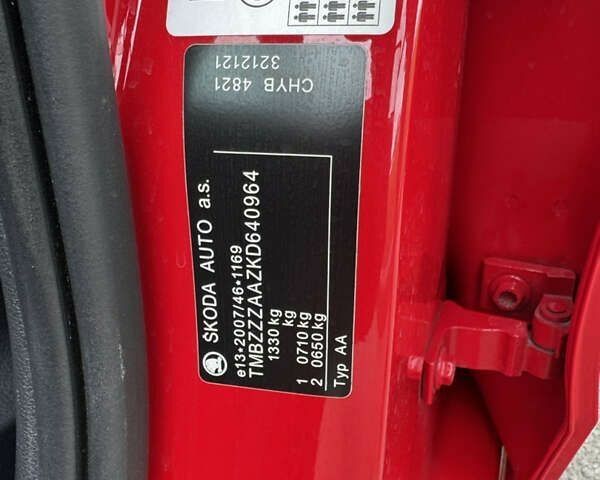 ŠKODA AUTO a.s.
e13*2007/46*1169
TMBZZZAAZKD640964
1330 kg
kg
1 0710 kg
2 0650 kg
Typ AA
CHYB 4821
3212121